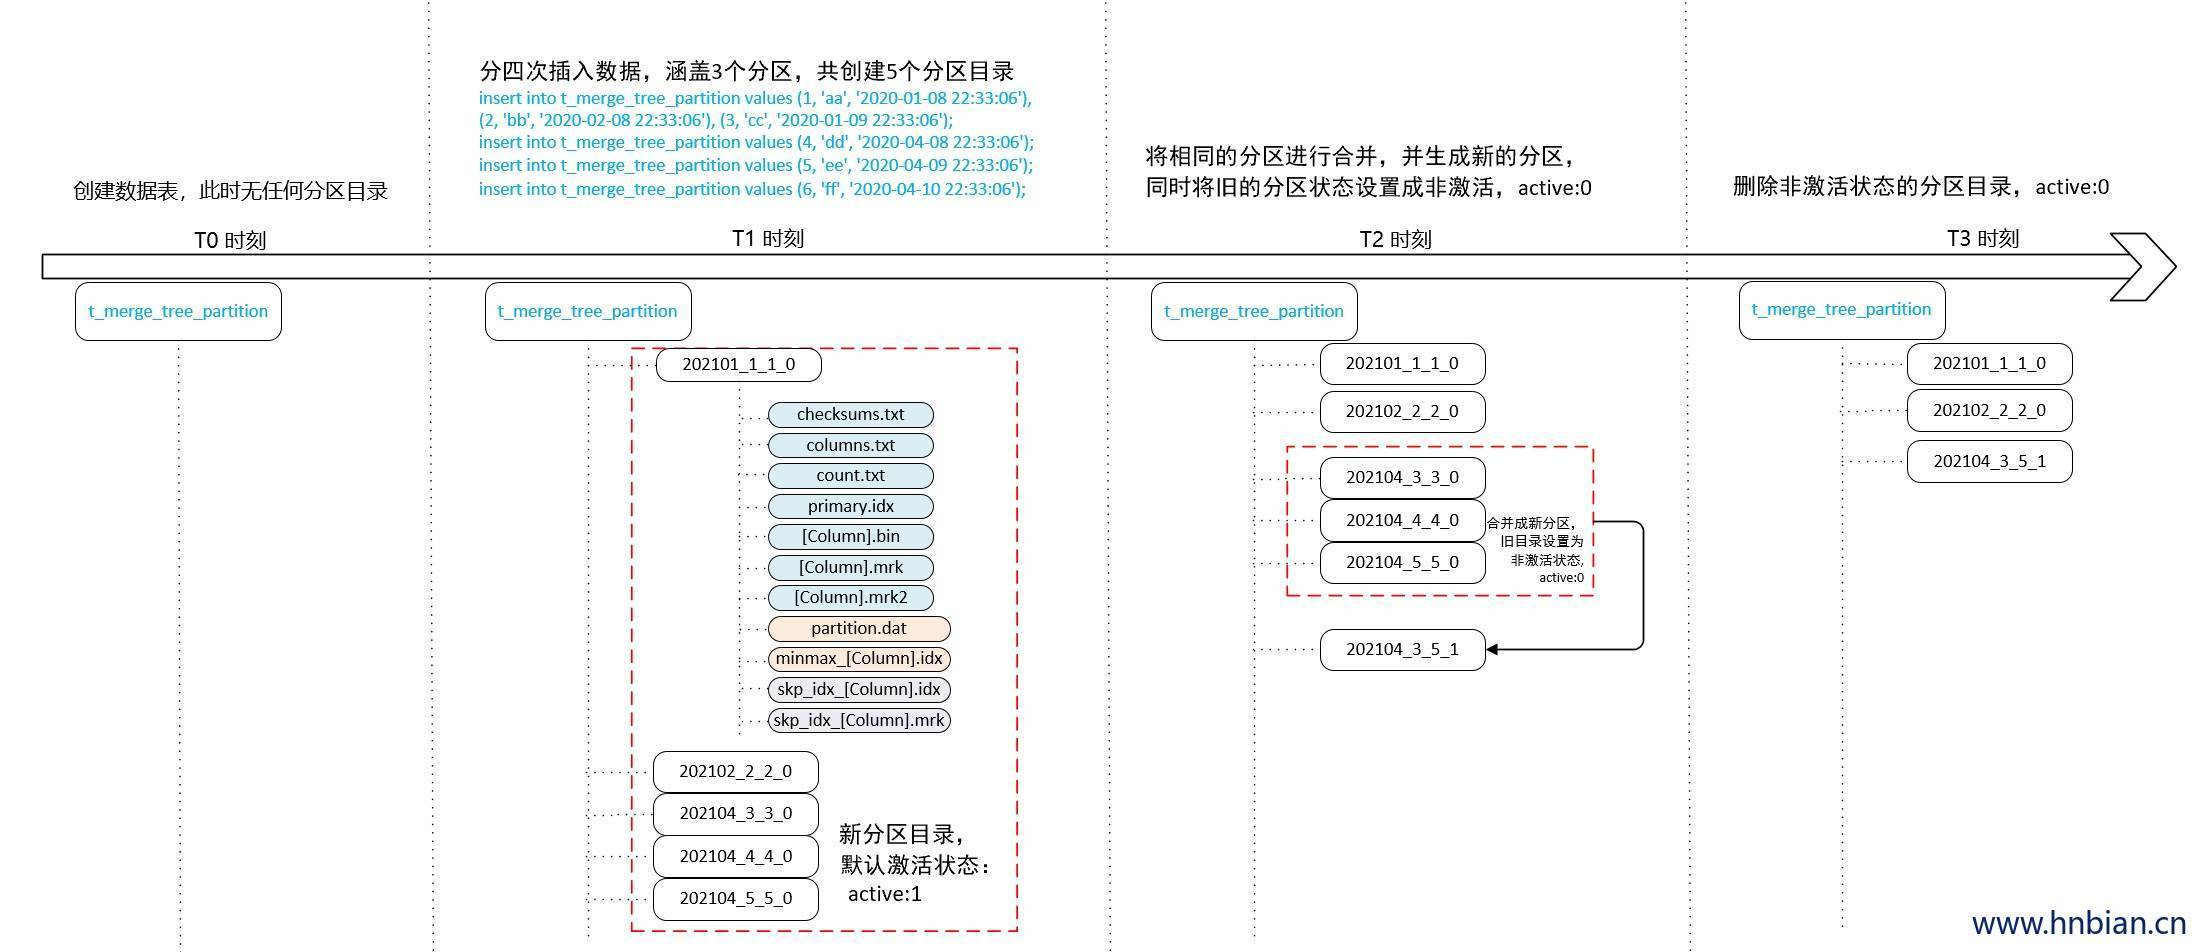 创建数据表，此时无任何分区目录
T0 时刻
t_merge_tree_partition
分四次插入数据，涵盖3个分区，共创建5个分区目录
insert into t_merge_tree_partition values (1, 'aa', '2020-01-08 22:33:06'),
(2, 'bb', '2020-02-08 22:33:06'), (3, 'cc', '2020-01-09 22:33:06');
insert into t_merge_tree_partition values (4, 'dd', '2020-04-08 22:33:06');
insert into t_merge_tree_partition values (5, 'ee', '2020-04-09 22:33:06');
insert into t_merge_tree_partition values (6, 'ff', '2020-04-10 22:33:06');
T1 时刻
t_merge_tree_partition
202101_1_1_0
checksums.txt
columns.txt
count.txt
primary.idx
[Column].bin
[Column].mrk
[Column].mrk2
partition.dat
minmax_[Column].idx
skp_idx_[Column].idx
skp_idx_[Column].mrk
202102_2_2_0
202104_3_3_0
202104_4_4_0
202104_5_5_0
新分区目录，
默认激活状态：
active:1
将相同的分区进行合并，并生成新的分区，
同时将旧的分区状态设置成非激活，active:0
T2 时刻
t_merge_tree_partition
202101_1_1_0
202102_2_2_0
202104_3_3_0
202104_4_4_0
202104_5_5_0
合并成新分区，
旧目录设置为
非激活状态,
active:0
202104_3_5_1
删除非激活状态的分区目录，active:0
T3 时刻
t_merge_tree_partition
202101_1_1_0
202102_2_2_0
202104_3_5_1
www.hnbian.cn